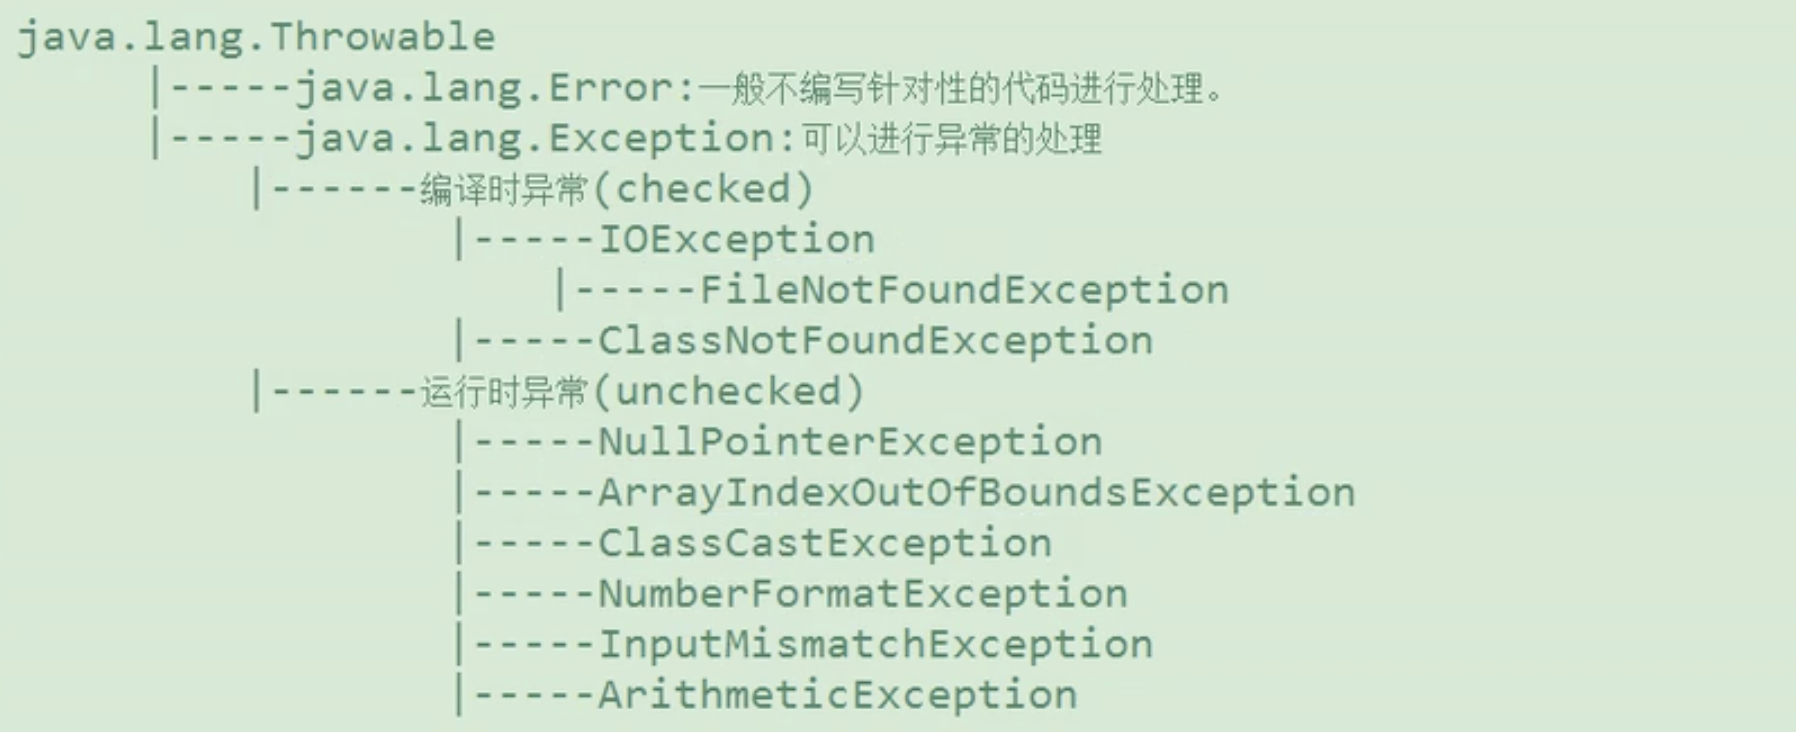 java.lang.Throwable
|-----java.lang.Error:一般不编写针对性的代码进行处理。
|-----java.lang.Exception:可以进行异常的处理
|------编译时异常(checked)
|-----IOException
|-----FileNotFoundException
|-----ClassNotFoundException
|------运行时异常(unchecked)
|-----NullPointerException
|-----ArrayIndexOutOfBoundsException
|-----ClassCastException
|-----NumberFormatException
|-----InputMismatchException
|-----ArithmeticException